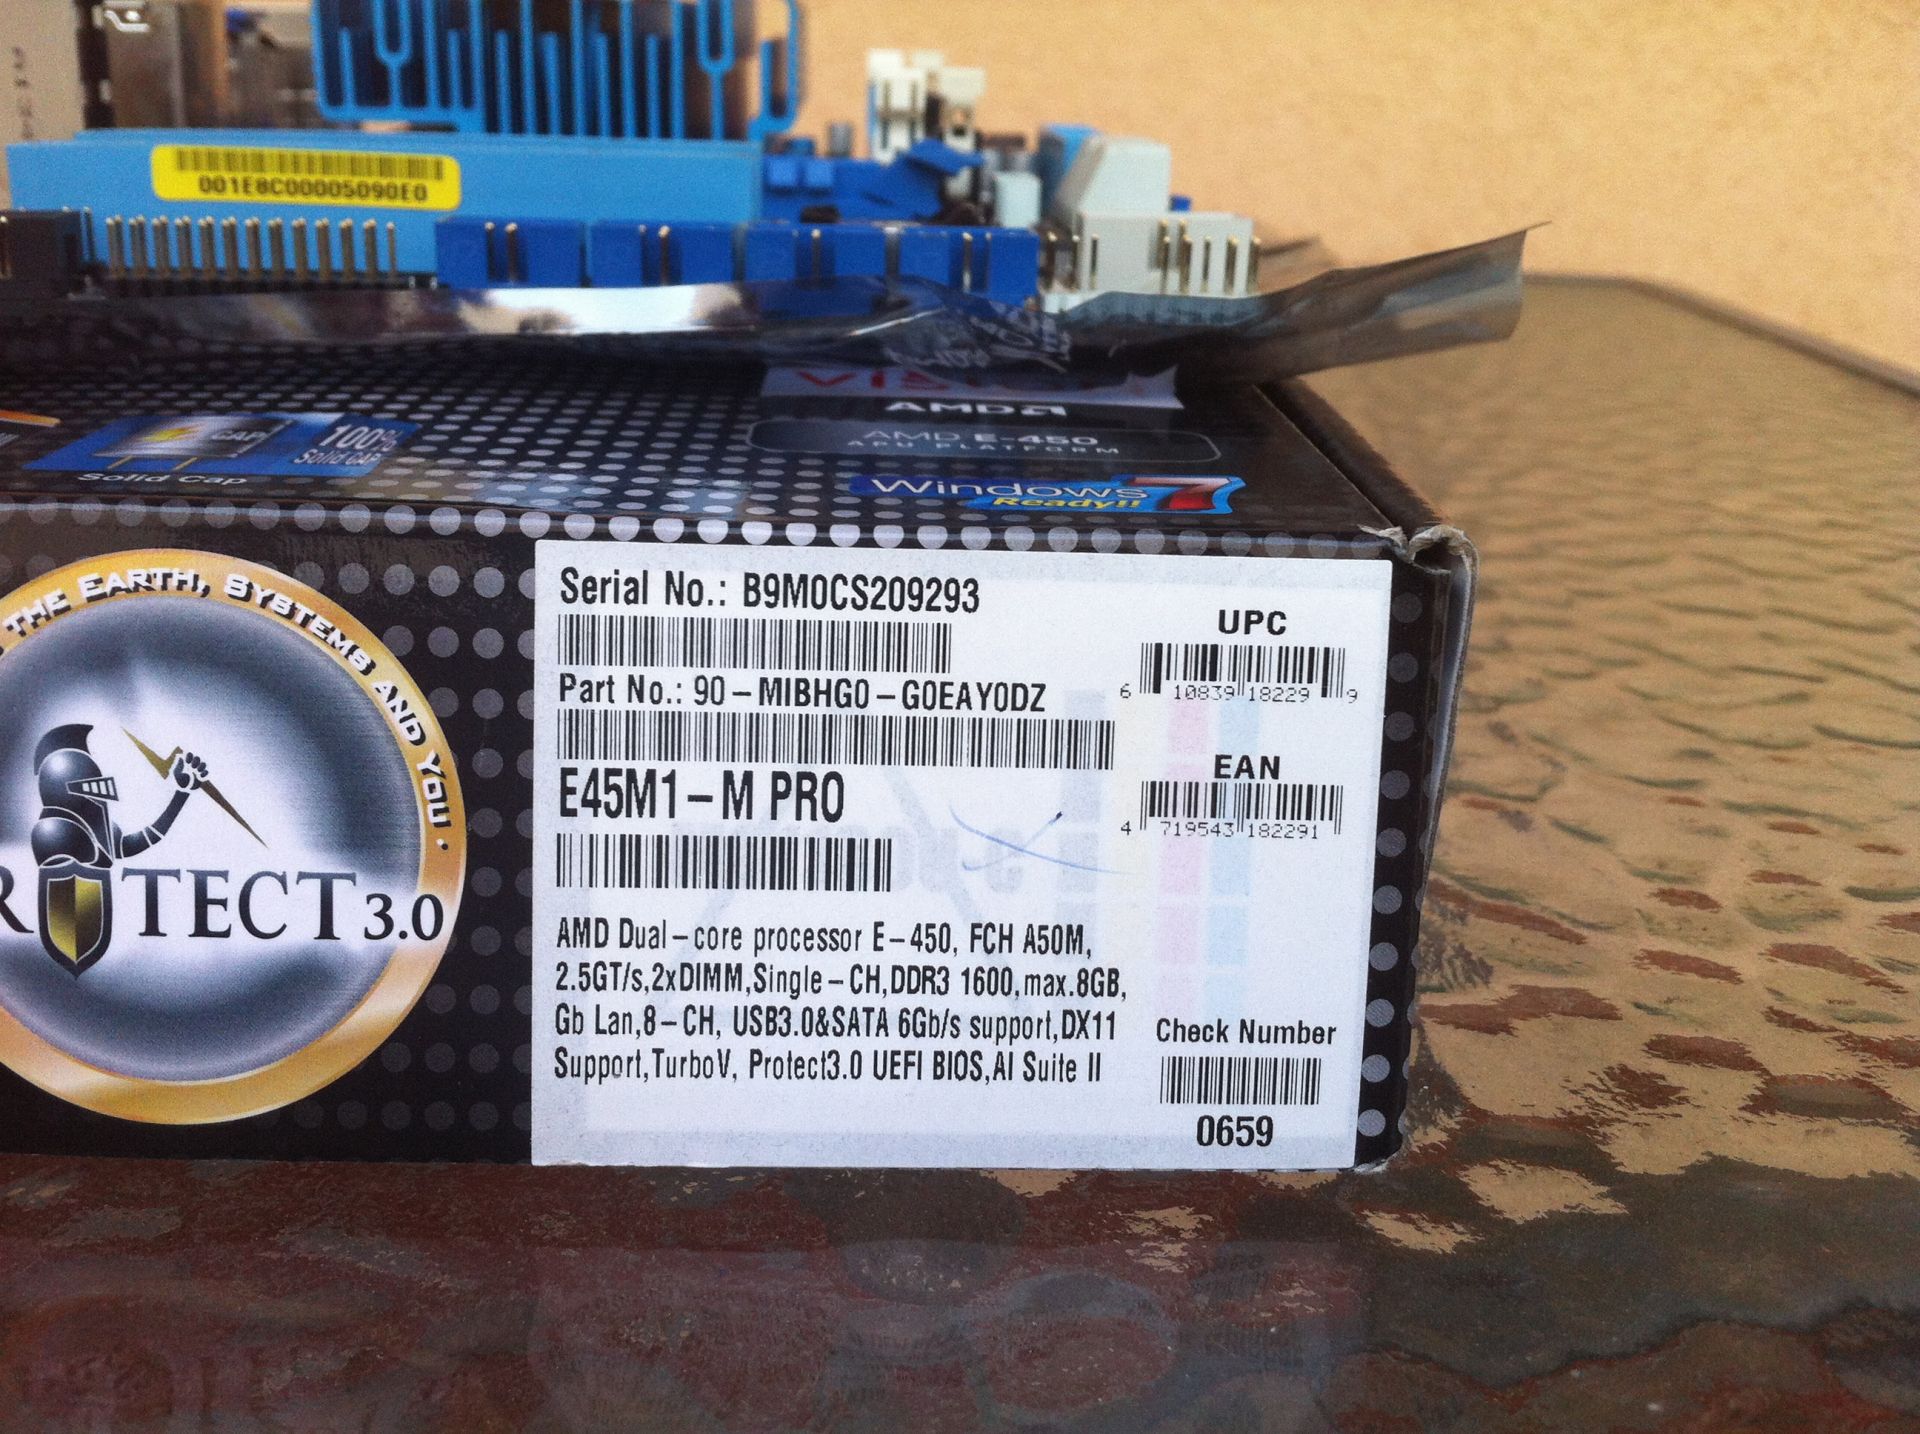 001E8C00005090E0
AMD
AMD E-450
APU PLATFORM
100%
Solid CAP
Solid Cap
Windows 7
Ready!!
THE EARTH, SYSTEMS AND YOU .
TECT 3.0
Serial No.: B9M0CS209293
Part No.: 90-MIBHG0-G0EAY0DZ
E45M1-M PRO
AMD Dual-core processor E-450, FCH A50M,
2.5GT/s,2xDIMM,Single-CH,DDR3 1600,max.8GB,
Gb Lan,8-CH, USB3.0&SATA 6Gb/s support,DX11
Support,TurboV, Protect3.0 UEFI BIOS,AI Suite II
UPC
6 10839 18229 9
EAN
4 719543 182291
Check Number
0659